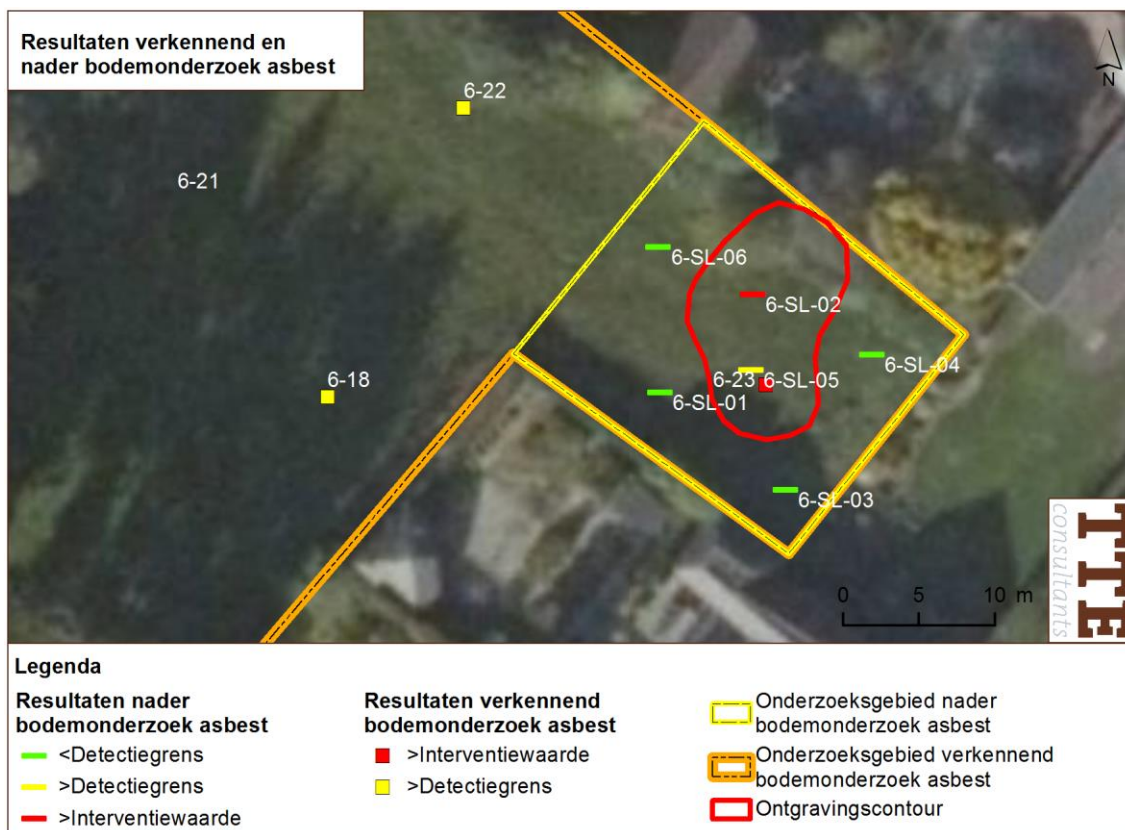 Resultaten verkennend en
nader bodemonderzoek asbest
N
6-22
6-21
6-SL-06
6-SL-02
6-SL-04
6-18
6-23
6-SL-05
6-SL-01
6-SL-03
0 5 10 m
TTE
consultants
Legenda
Resultaten nader
bodemonderzoek asbest
<Detectiegrens
>Detectiegrens
>Interventiewaarde
Resultaten verkennend
bodemonderzoek asbest
>Interventiewaarde
>Detectiegrens
Onderzoeksgebied nader
bodemonderzoek asbest
Onderzoeksgebied verkennend
bodemonderzoek asbest
Ontgravingscontour